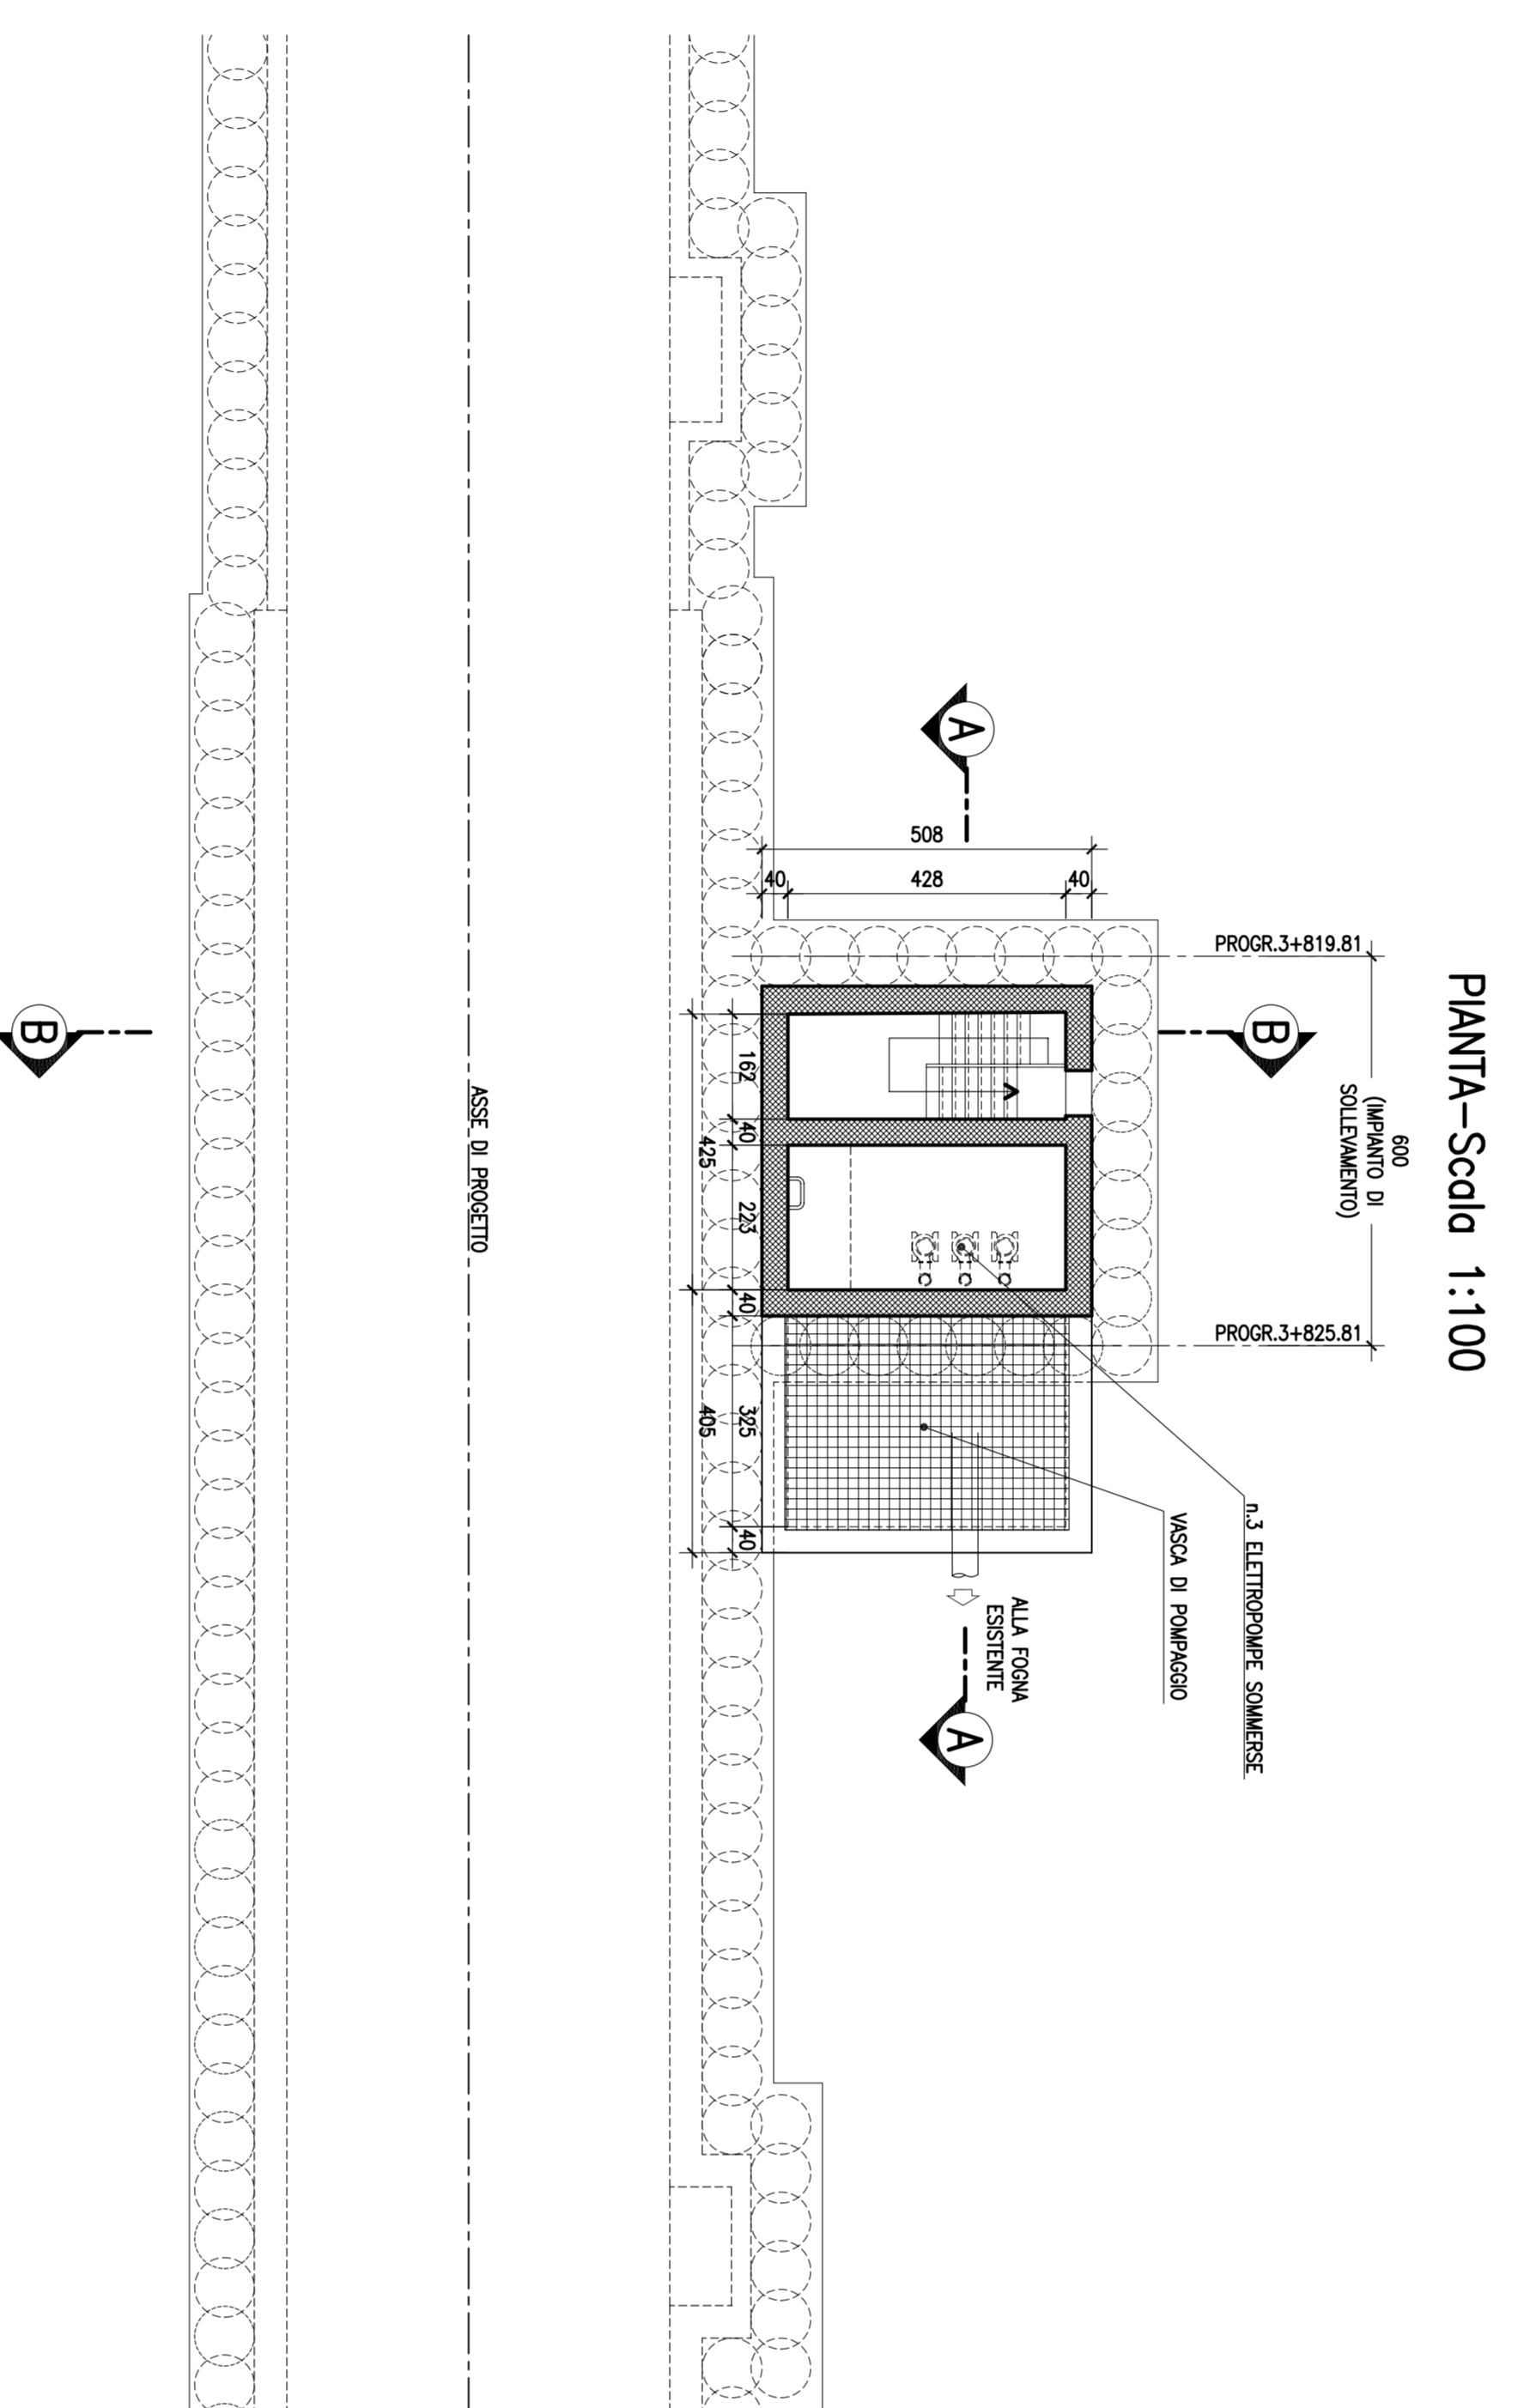 PIANTA-Scala 1:100
600
(IMPIANTO DI
SOLLEVAMENTO)
PROGR.3+819.81
PROGR.3+825.81
B
B
A
A
508
40
428
40
162
40
223
40
325
40
425
405
n.3 ELETTROPOMPE SOMMERSE
VASCA DI POMPAGGIO
ALLA FOGNA
ESISTENTE
ASSE DI PROGETTO